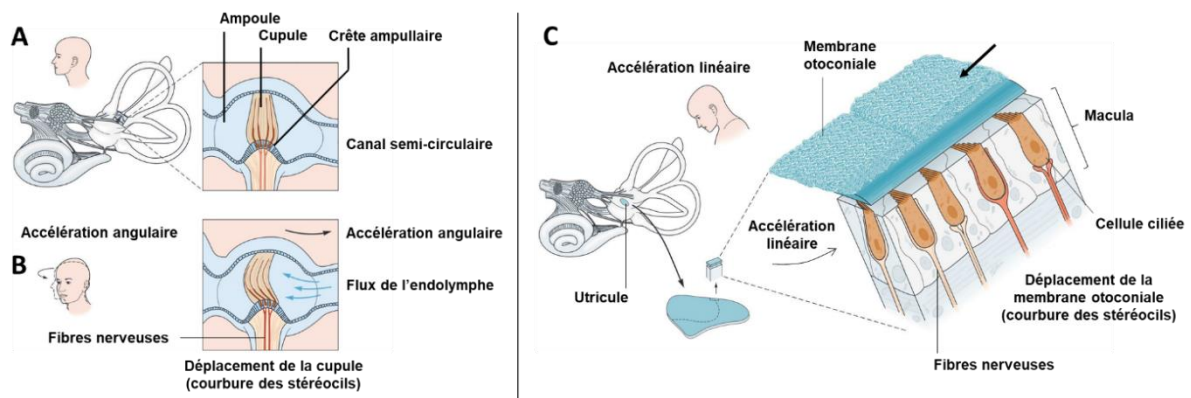 A
Ampoule
Cupule
Crête ampullaire
Canal semi-circulaire
Accélération angulaire
Accélération angulaire
B
Flux de l'endolymphe
Fibres nerveuses
Déplacement de la cupule
(courbure des stéréocils)
C
Membrane
otoconiale
Accélération linéaire
Macula
Cellule ciliée
Accélération
linéaire
Utricule
Déplacement de la
membrane otoconiale
(courbure des stéréocils)
Fibres nerveuses